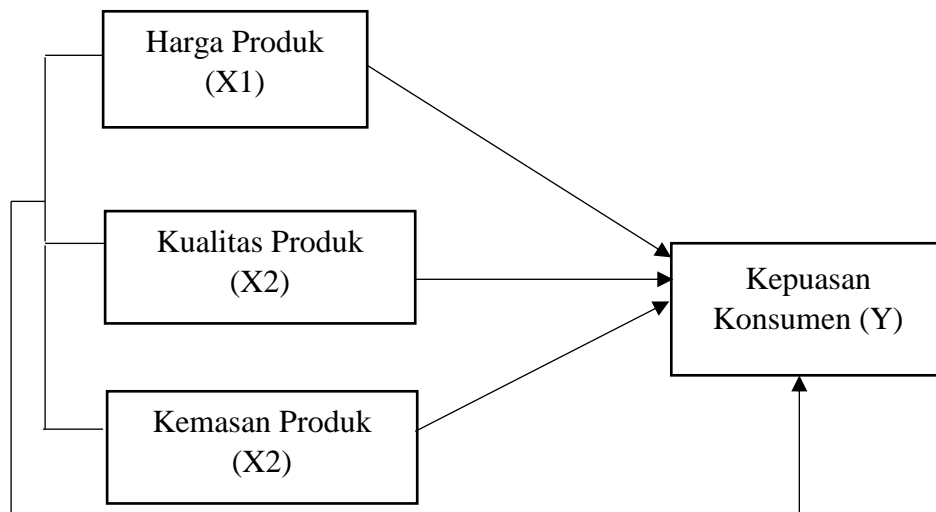 Harga Produk
(X1)
Kualitas Produk
(X2)
Kemasan Produk
(X2)
Kepuasan
Konsumen (Y)